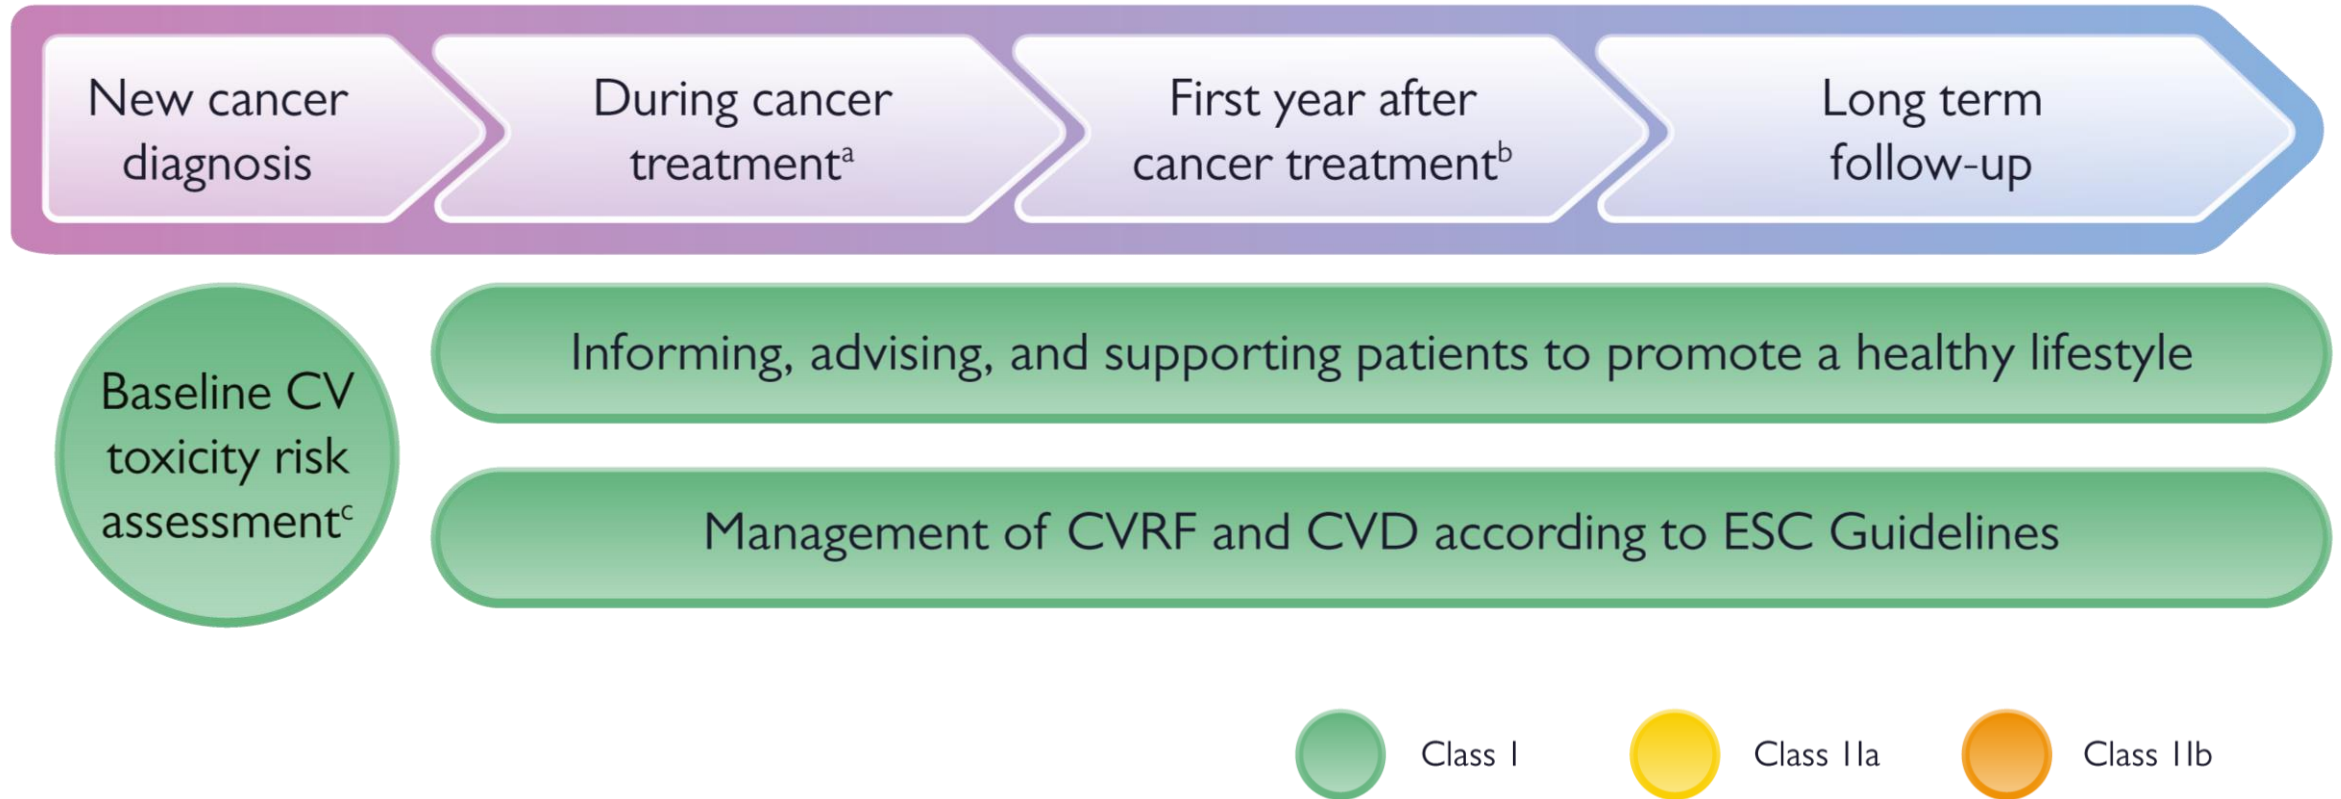 New cancer
diagnosis
During cancer
treatmentᵃ
First year after
cancer treatmentᵇ
Long term
follow-up
Baseline CV
toxicity risk
assessmentᶜ
Informing, advising, and supporting patients to promote a healthy lifestyle
Management of CVRF and CVD according to ESC Guidelines
Class I
Class IIa
Class IIb